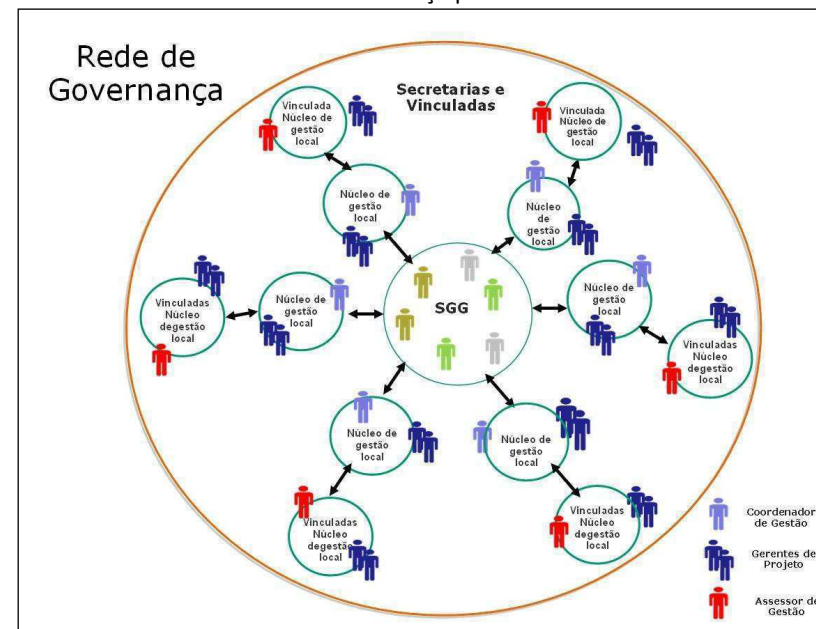 Rede de
Governança
Secretarias e
Vinculadas
Vinculada
Núcleo de
gestão
local
Vinculada
Núcleo de
gestão
local
Núcleo de
gestão
local
Núcleo
de
gestão
local
Vinculadas
Núcleo
degestão
local
Núcleo de
gestão
local
SGG
Núcleo de
gestão
local
Vinculadas
Núcleo
degestão
local
Núcleo de
gestão
local
Núcleo de
gestão
local
Vinculadas
Núcleo
degestão
local
Vinculadas
Núcleo
degestão
local
Coordenador
de Gestão
Gerentes de
Projeto
Assessor de
Gestão